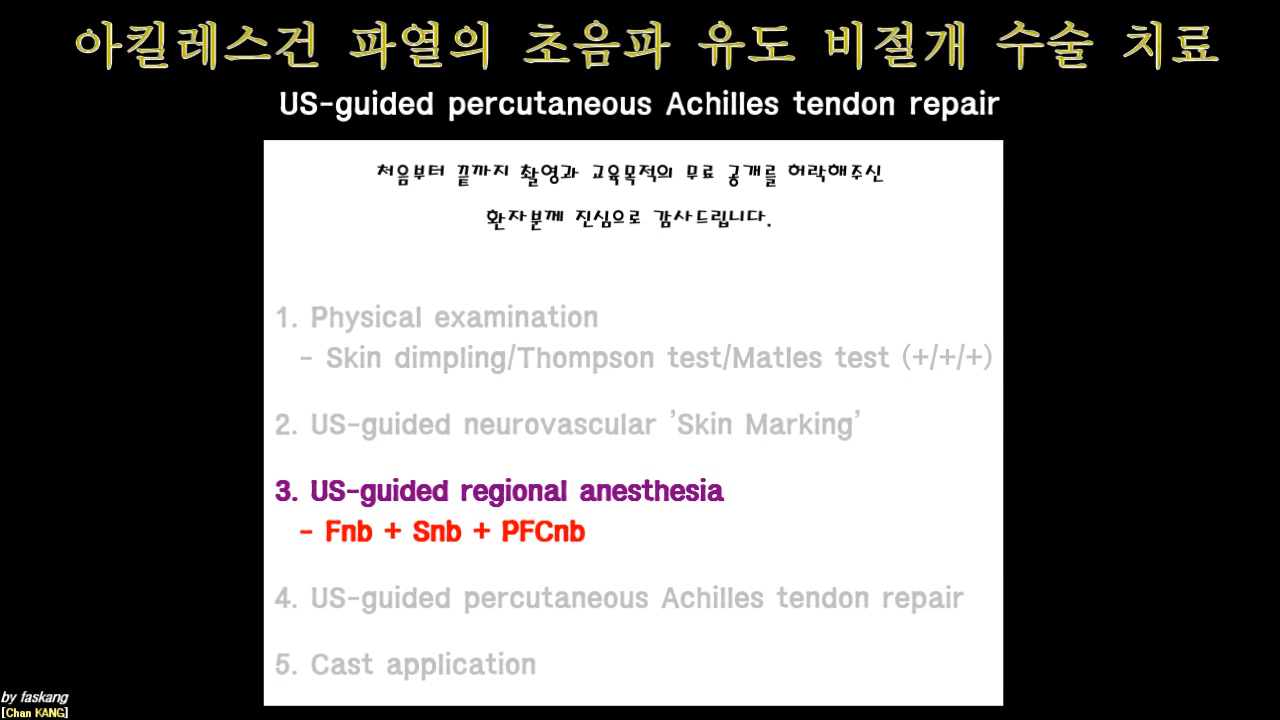 아킬레스건 파열의 초음파 유도 비절개 수술 치료
US-guided percutaneous Achilles tendon repair
처음부터 끝까지 촬영과 교육목적의 무료 공개를 허락해주신
환자분께 진심으로 감사드립니다.
1. Physical examination
- Skin dimpling/Thompson test/Matles test (+/+/+)
2. US-guided neurovascular 'Skin Marking'
3. US-guided regional anesthesia
- Fnb + Snb + PFCnb
4. US-guided percutaneous Achilles tendon repair
5. Cast application
by faskang
[Chan KANG]